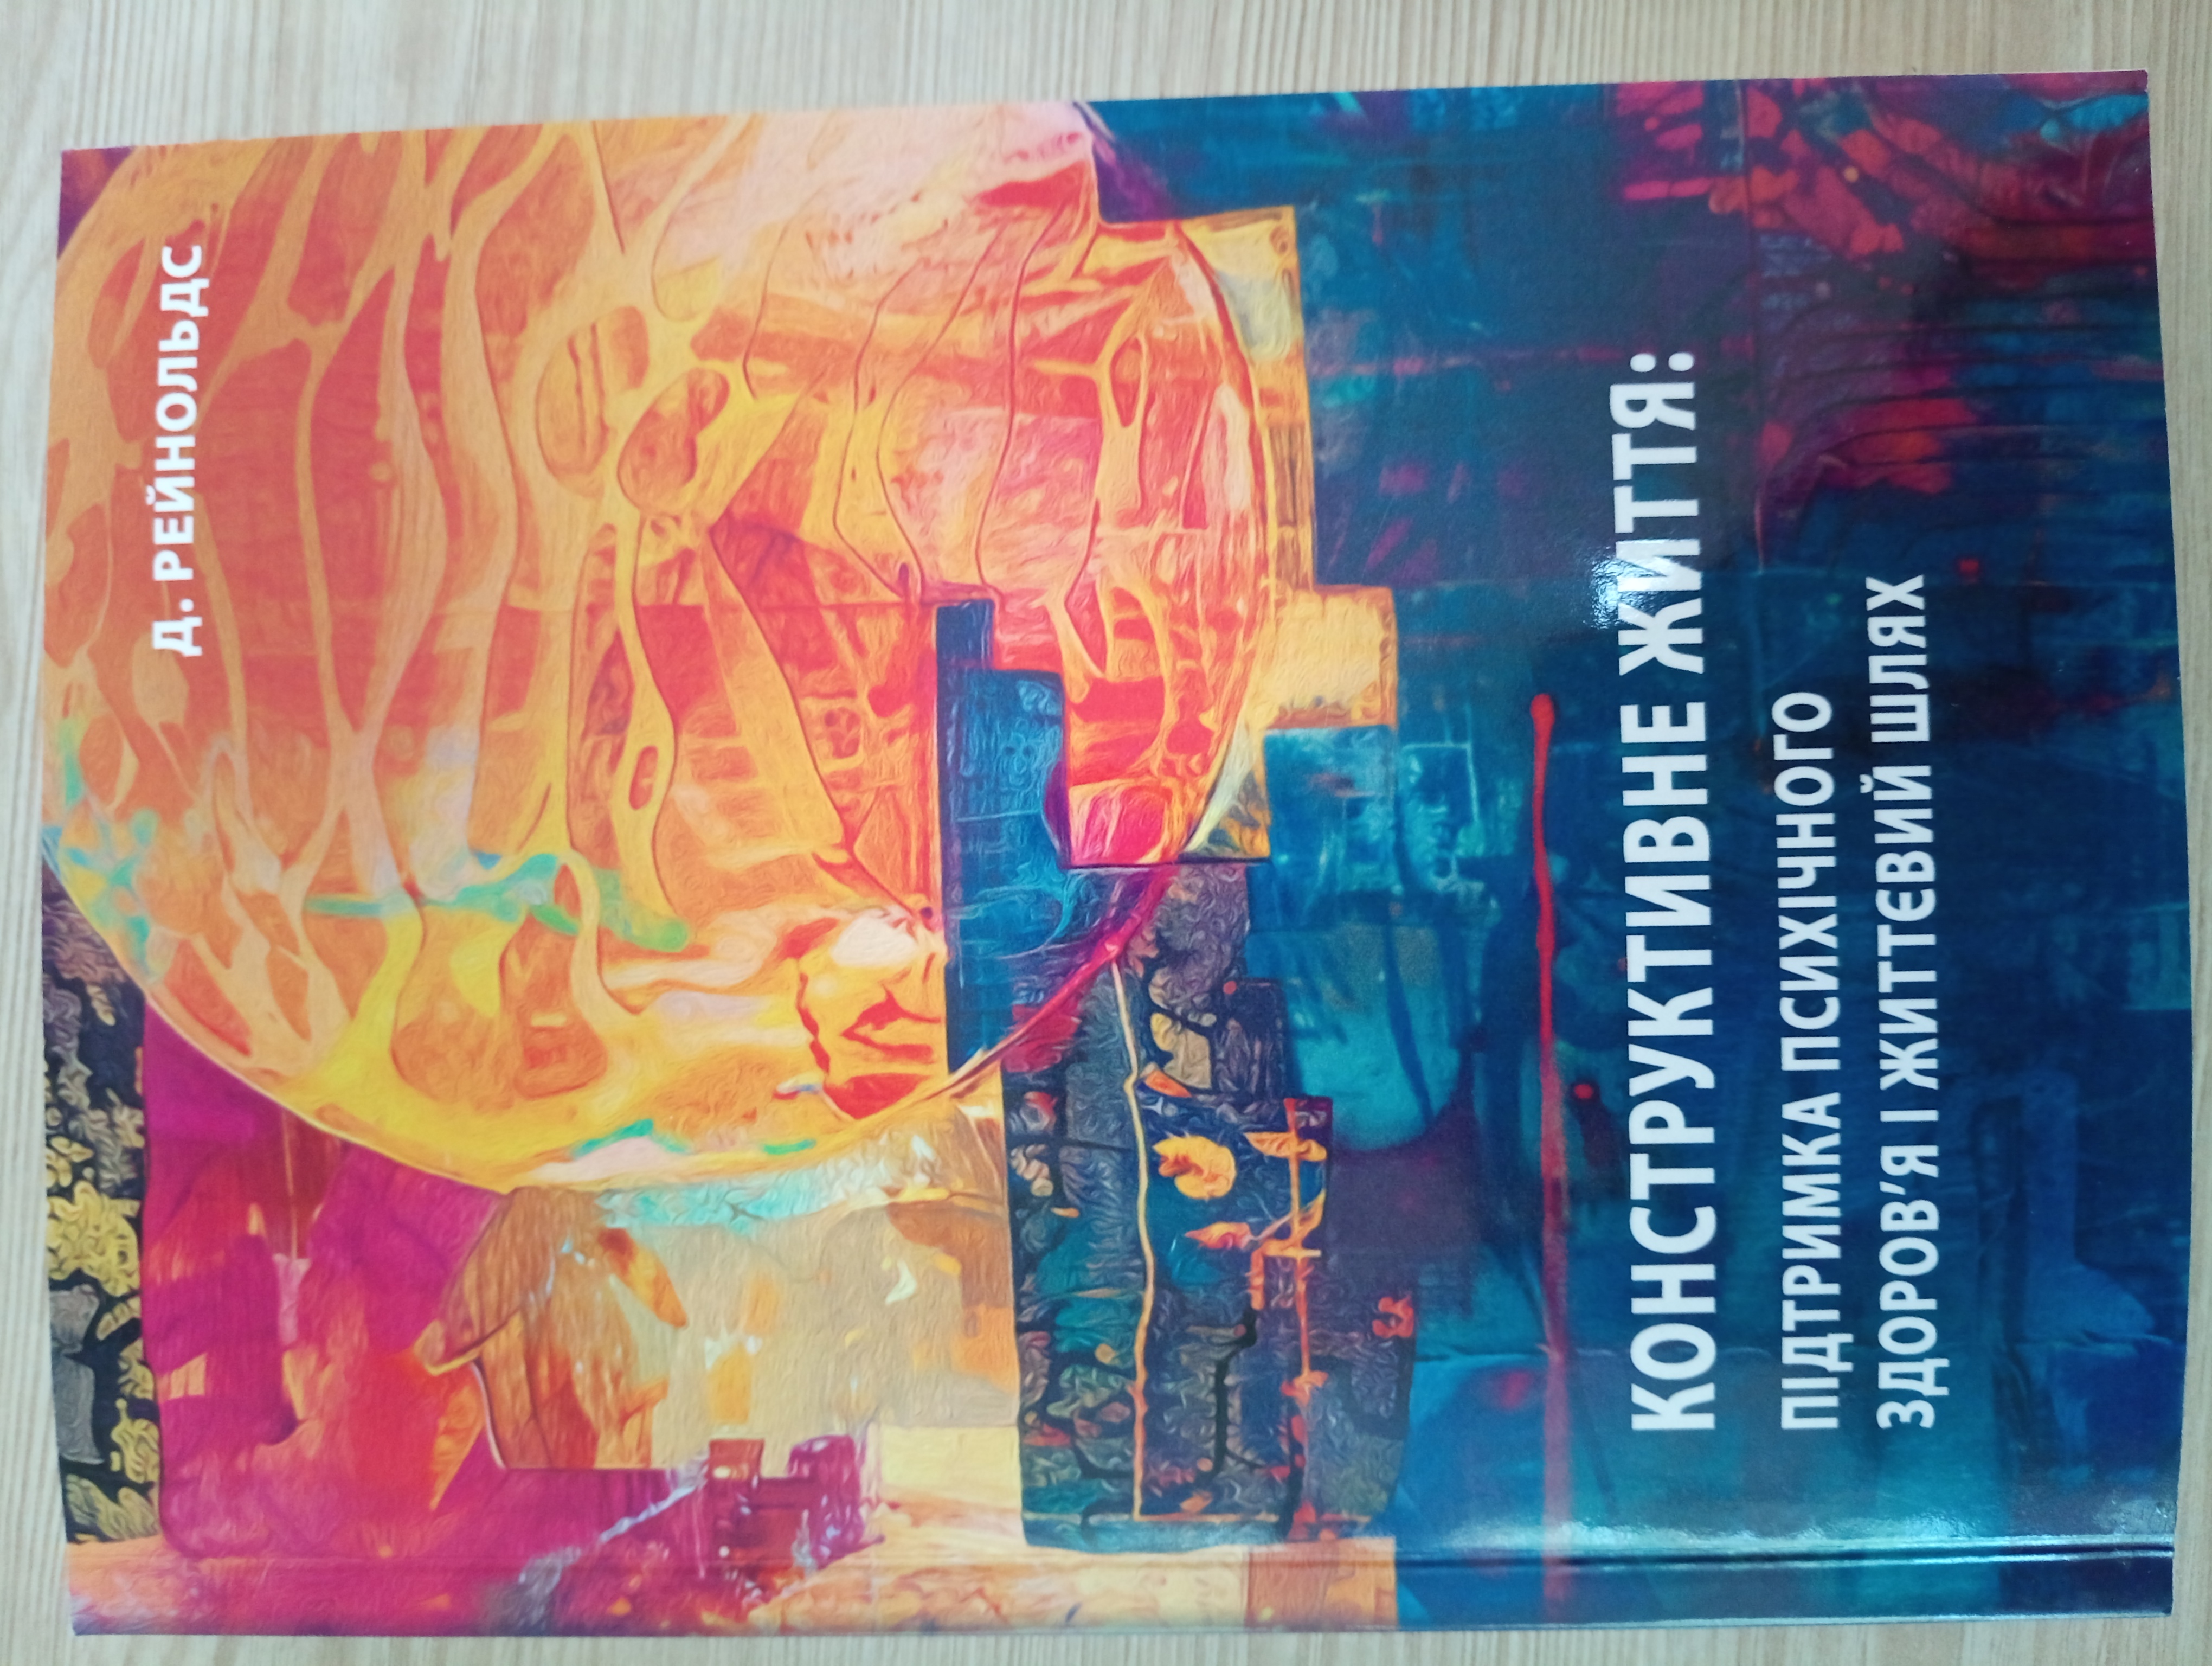 Д. РЕЙНОЛЬДС
КОНСТРУКТИВНЕ ЖИТТЯ:
ПІДТРИМКА ПСИХІЧНОГО
ЗДОРОВ'Я І ЖИТТЄВИЙ ШЛЯХ